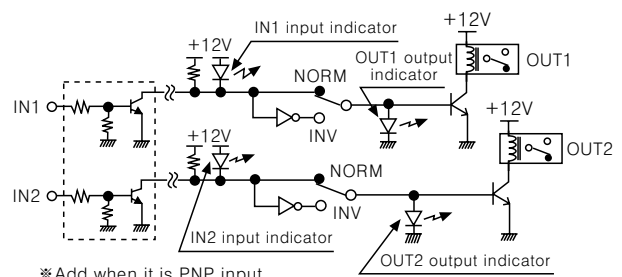 IN1 input indicator
+12V
+12V
OUT1 output
indicator
OUT1
NORM
IN1
INV
+12V
+12V
OUT2
NORM
IN2
INV
IN2 input indicator
OUT2 output indicator
※Add when it is PNP input